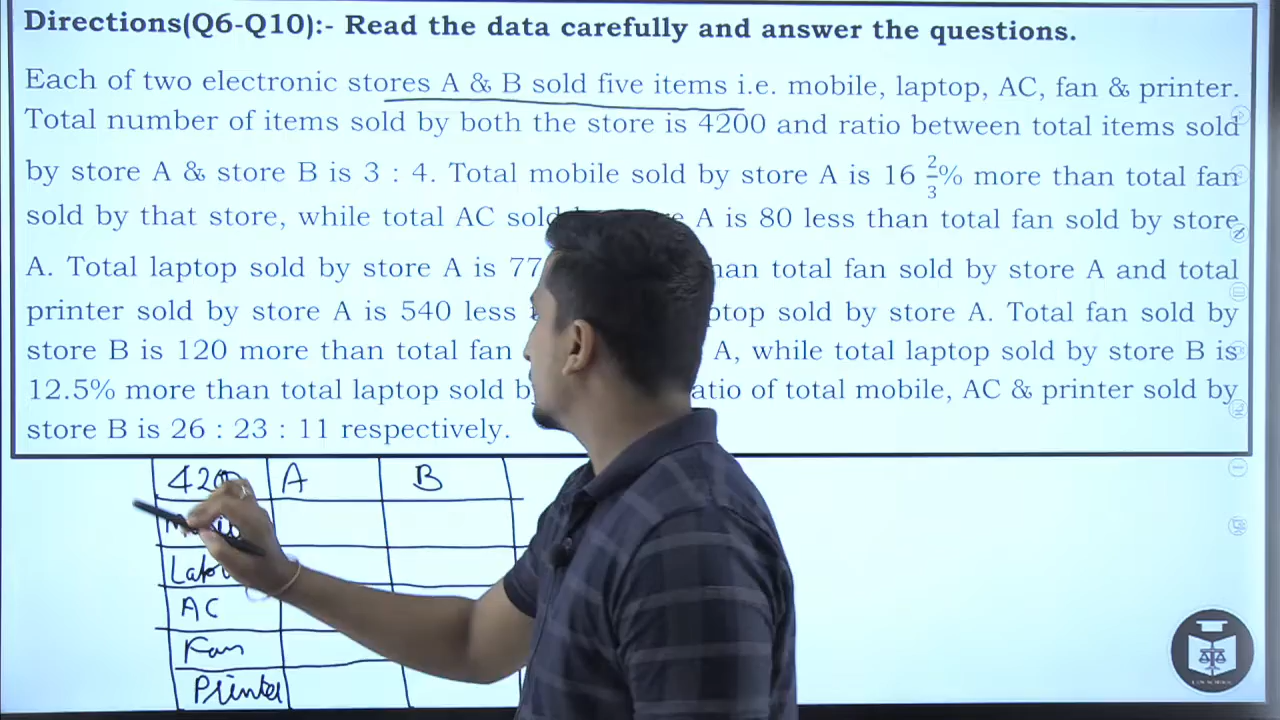 Directions(Q6-Q10):- Read the data carefully and answer the questions.
Each of two electronic stores A & B sold five items i.e. mobile, laptop, AC, fan & printer.
Total number of items sold by both the store is 4200 and ratio between total items sold
by store A & store B is 3 : 4. Total mobile sold by store A is 16 2/3% more than total fan
sold by that store, while total AC sold A is 80 less than total fan sold by store
A. Total laptop sold by store A is 77 than total fan sold by store A and total
printer sold by store A is 540 less sold by store A. Total fan sold by
store B is 120 more than total fan A, while total laptop sold by store B is
12.5% more than total laptop sold of total mobile, AC & printer sold by
store B is 26 : 23 : 11 respectively.
4200 A B
AC
Fan
Printer